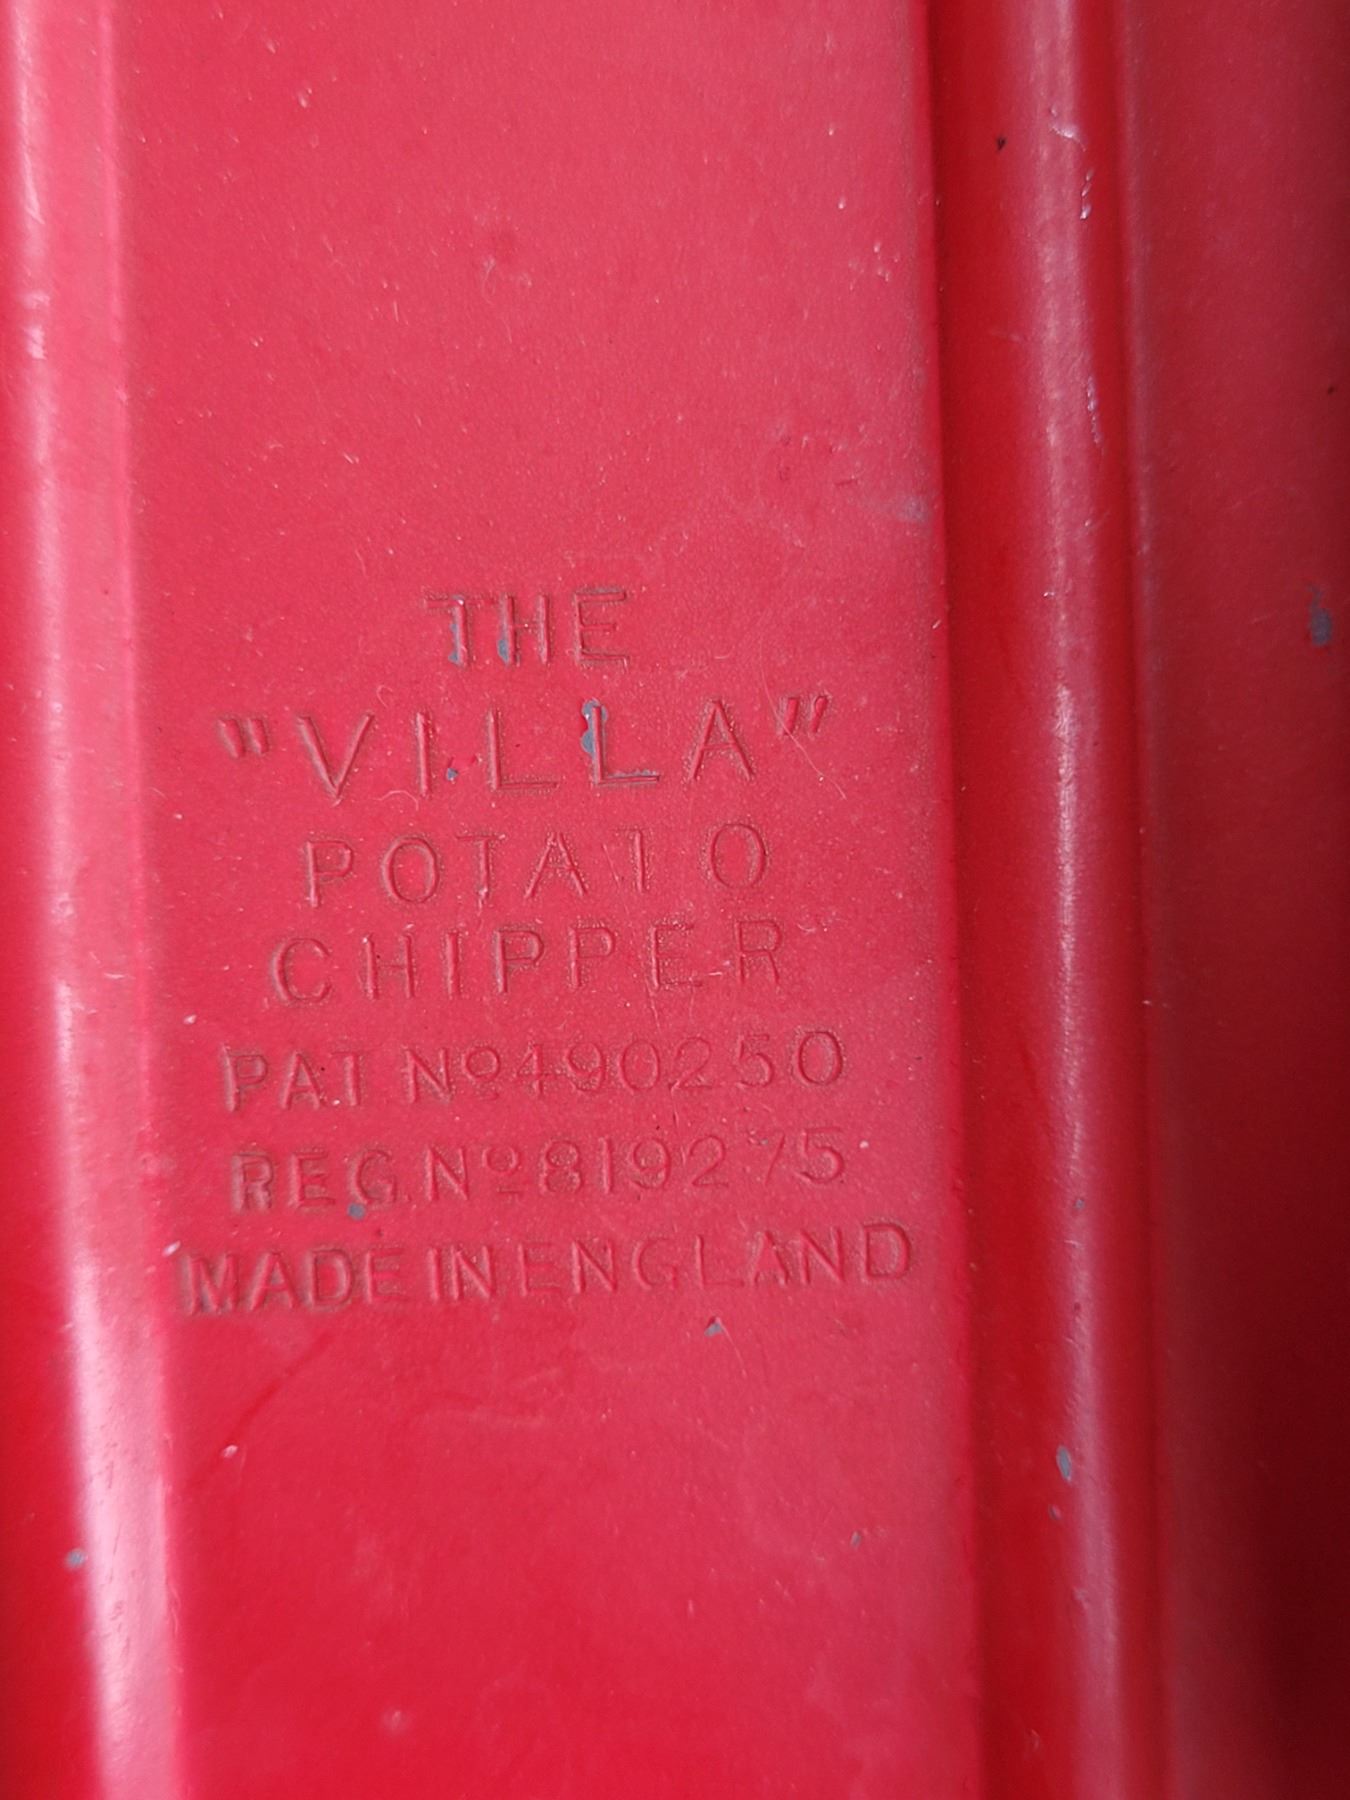 THE
"VILLA"
POTATO
CHIPPER
PAT Nº490250
REG. Nº819275
MADE IN ENGLAND